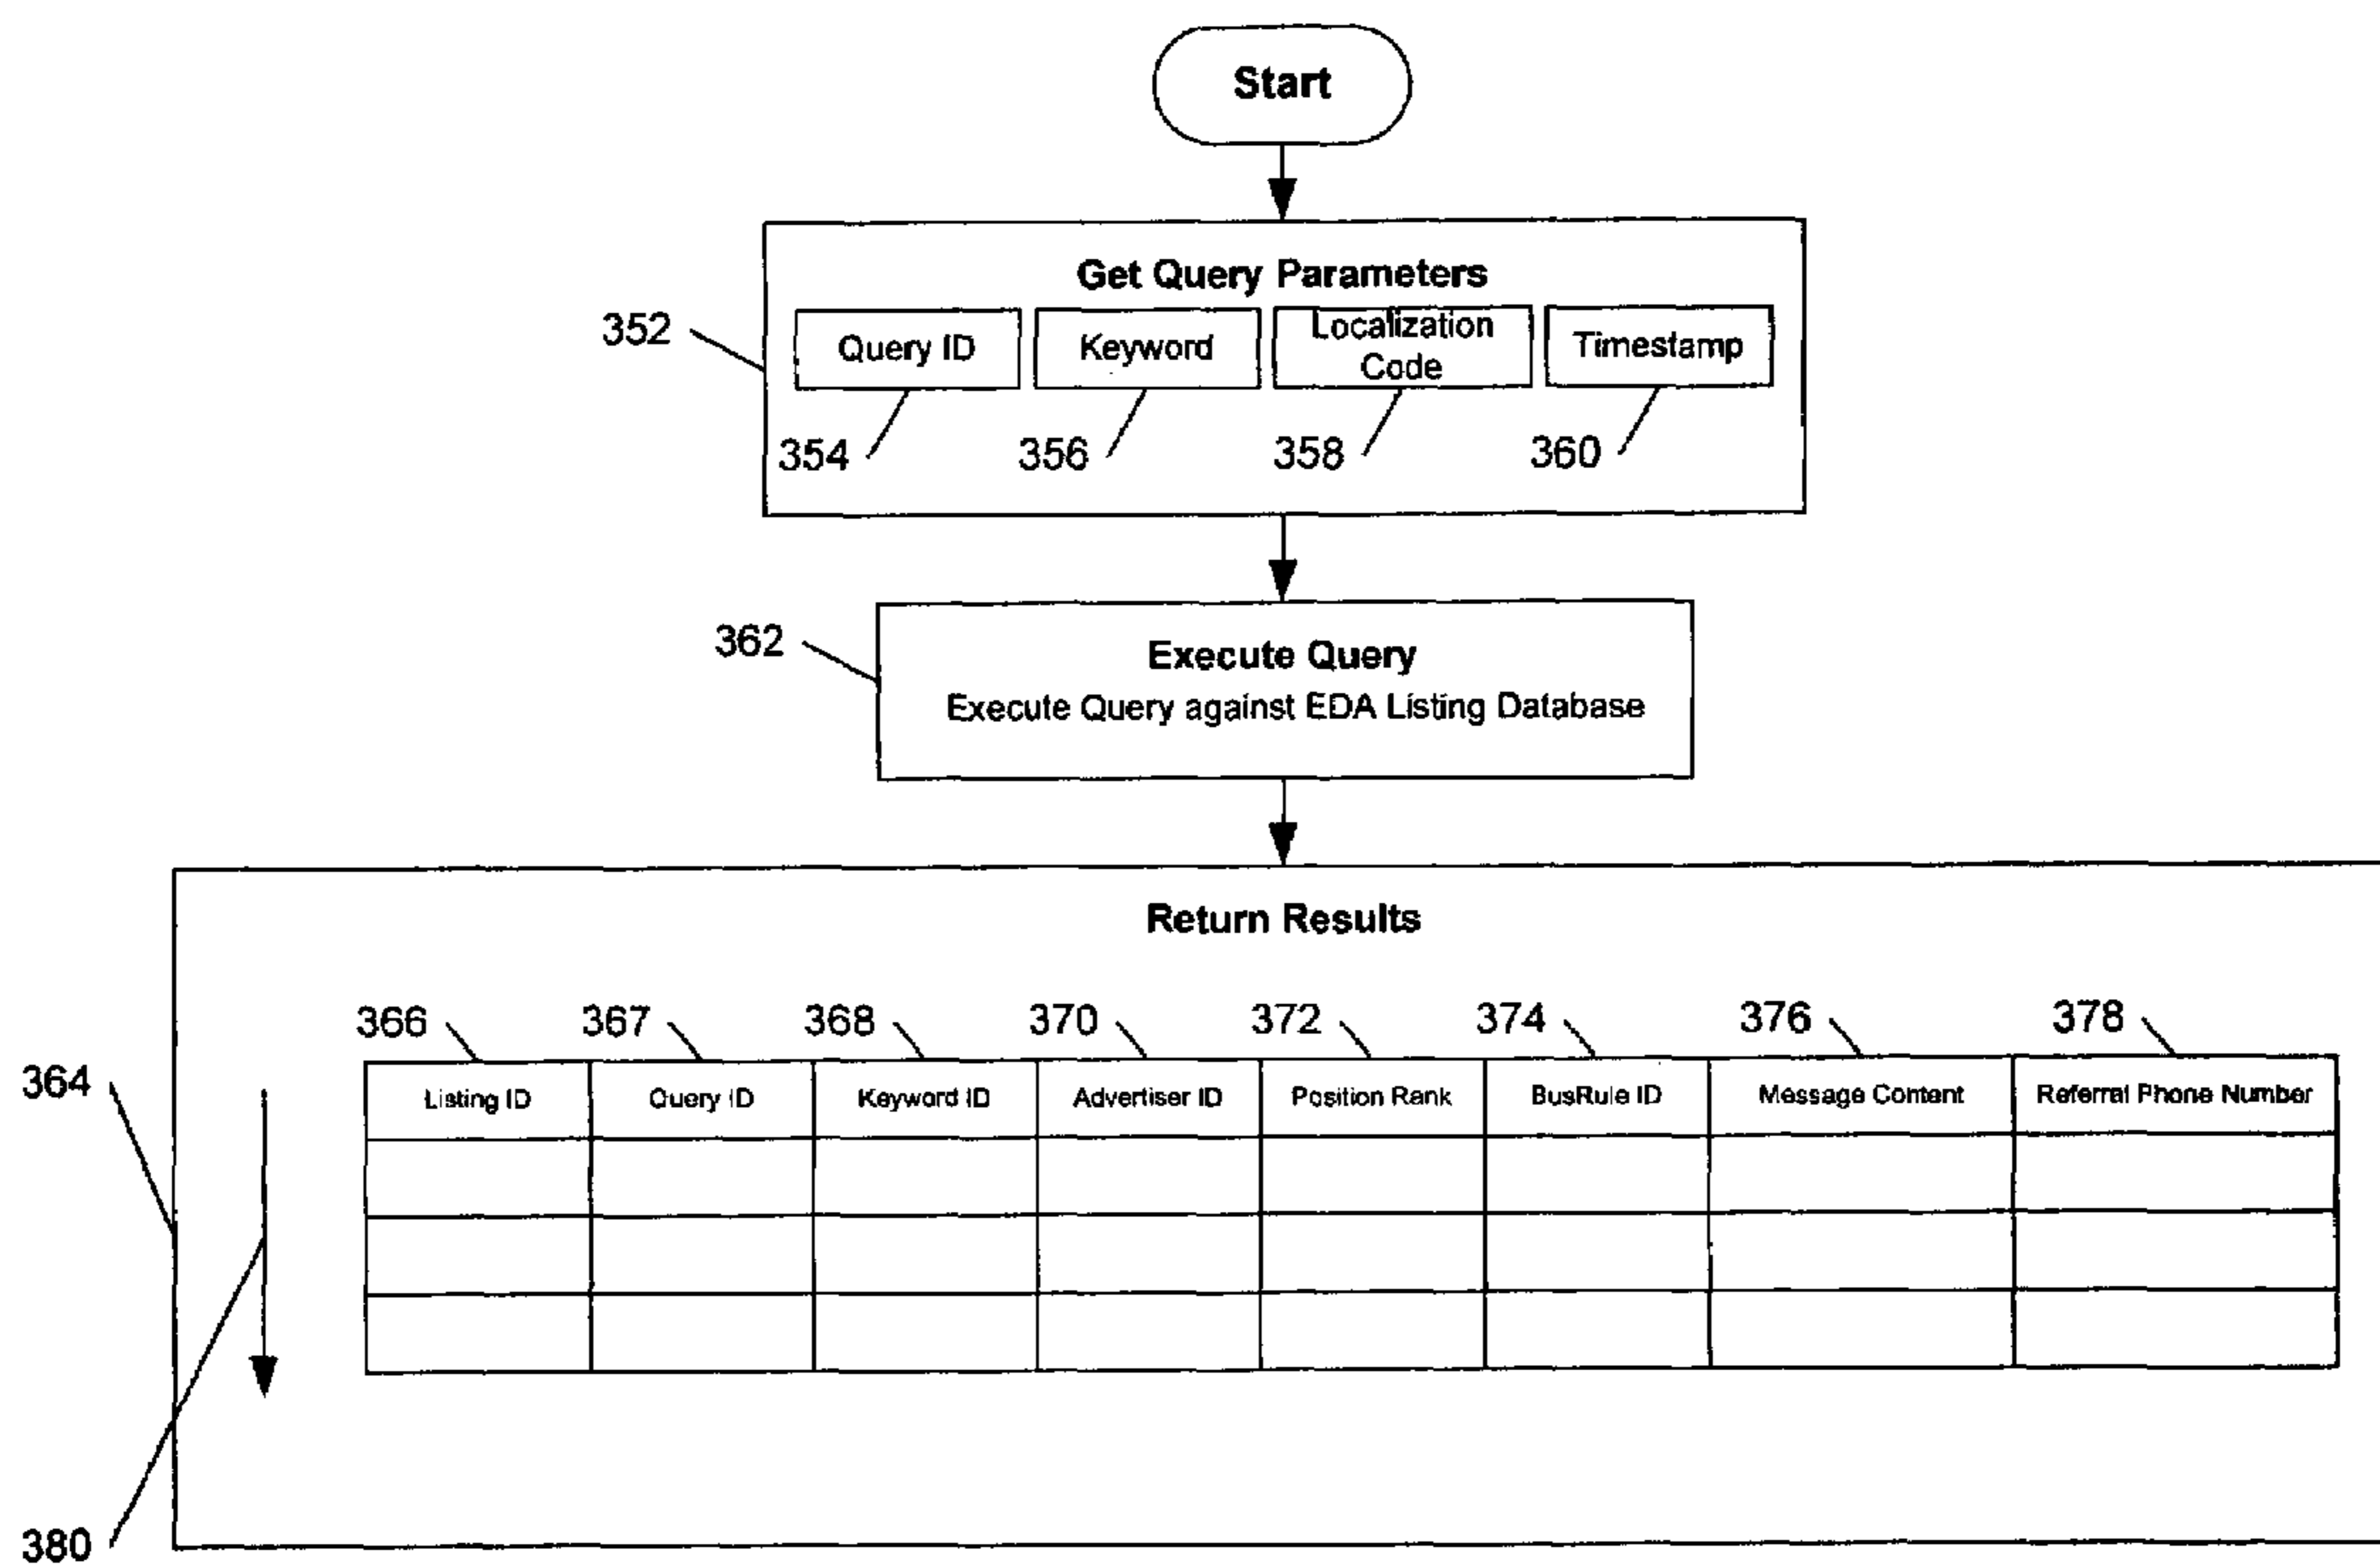 Start
Get Query Parameters
352
Query ID
Keyword
Localization
Code
Timestamp
354
356
358
360
362
Execute Query
Execute Query against EDA Listing Database
Return Results
366
367
368
370
372
374
376
378
364
Listing ID
Query ID
Keyword ID
Advertiser ID
Position Rank
BusRule ID
Message Content
Referral Phone Number
380